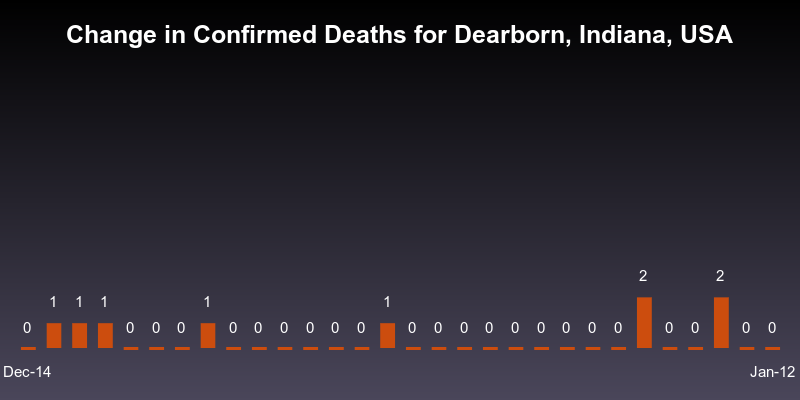 Change in Confirmed Deaths for Dearborn, Indiana, USA
0 1 1 1 0 0 0 1 0 0 0 0 0 0 1 0 0 0 0 0 0 0 0 0 2 0 0 2 0 0
Dec-14 Jan-12